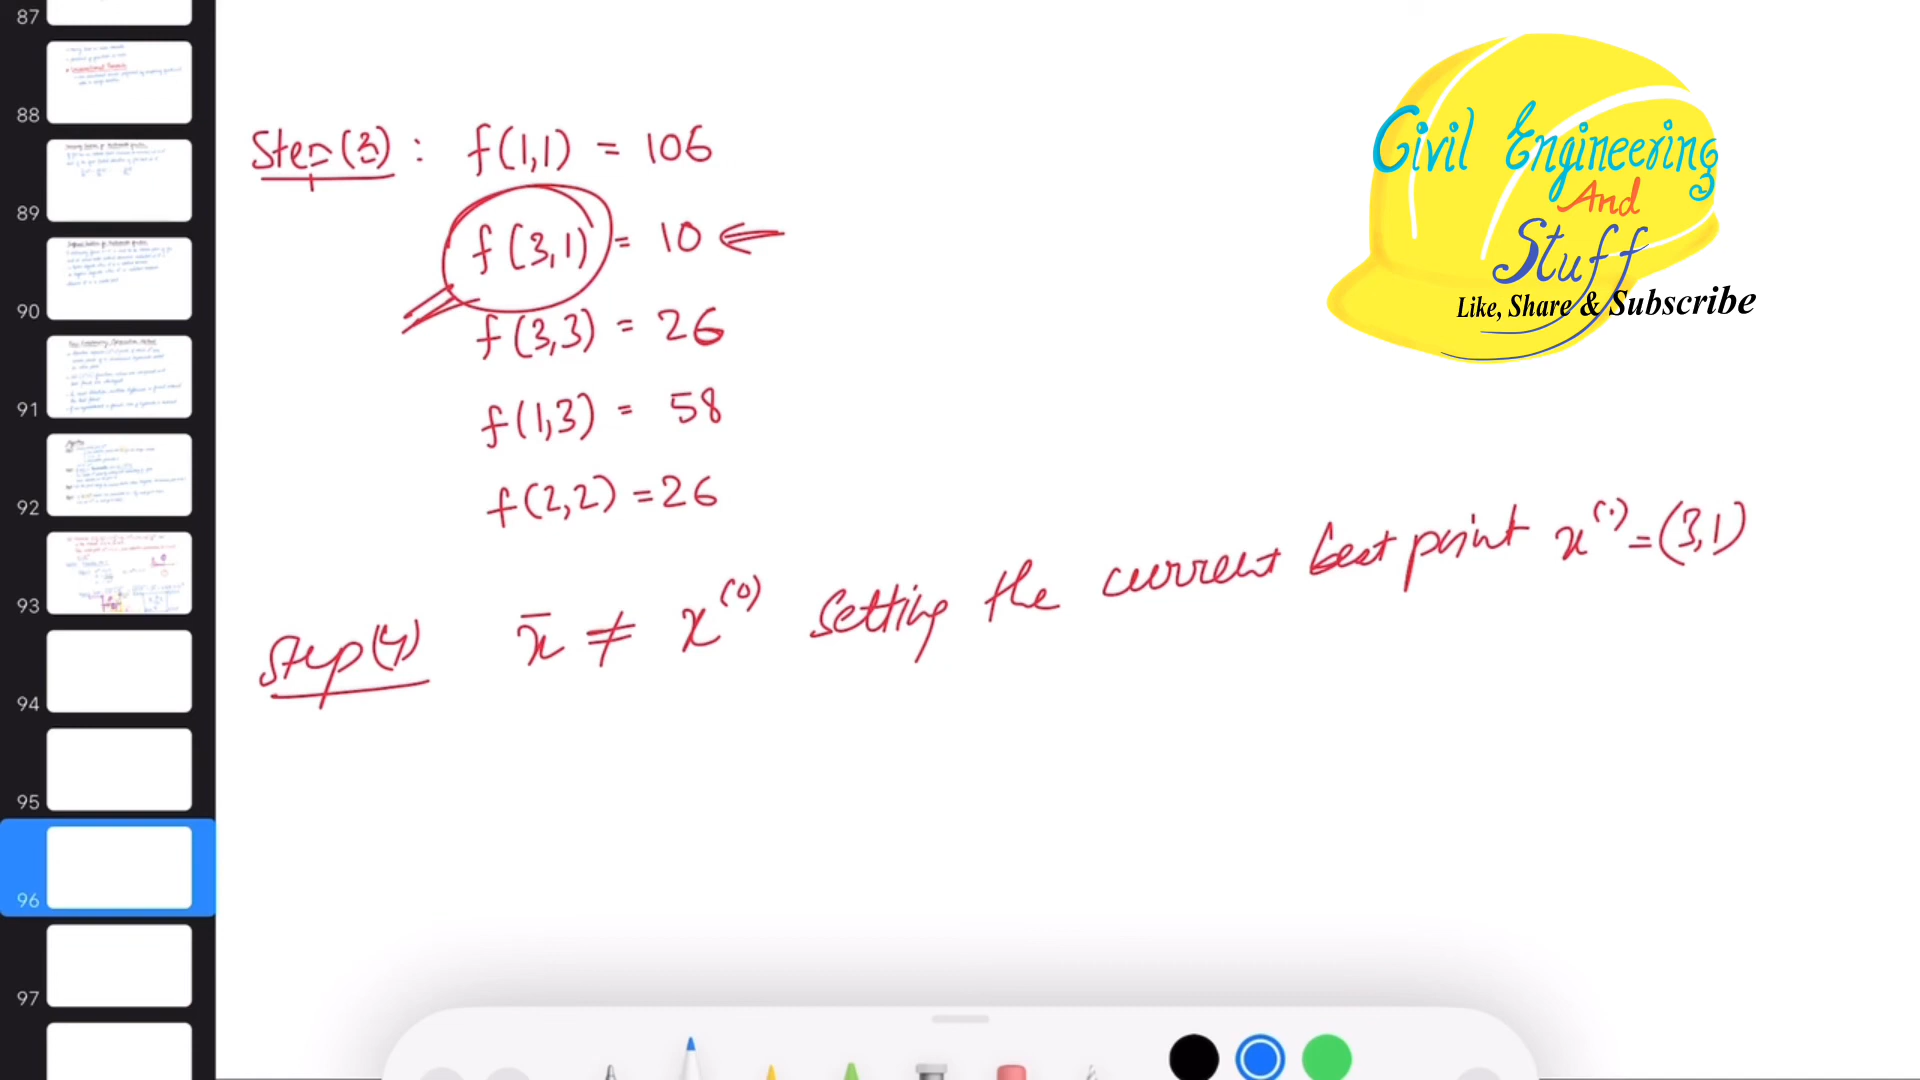 87
88
89
90
91
92
93
94
95
96
97
Step(3) : f(1,1) = 106
f(3,1) = 10
f(3,3) = 26
f(1,3) = 58
f(2,2) = 26
Step(4) x̄ ≠ x⁽⁰⁾ setting the current best point x⁽¹⁾ = (3,1)
Civil Engineering
And
Stuff
Like, Share & Subscribe